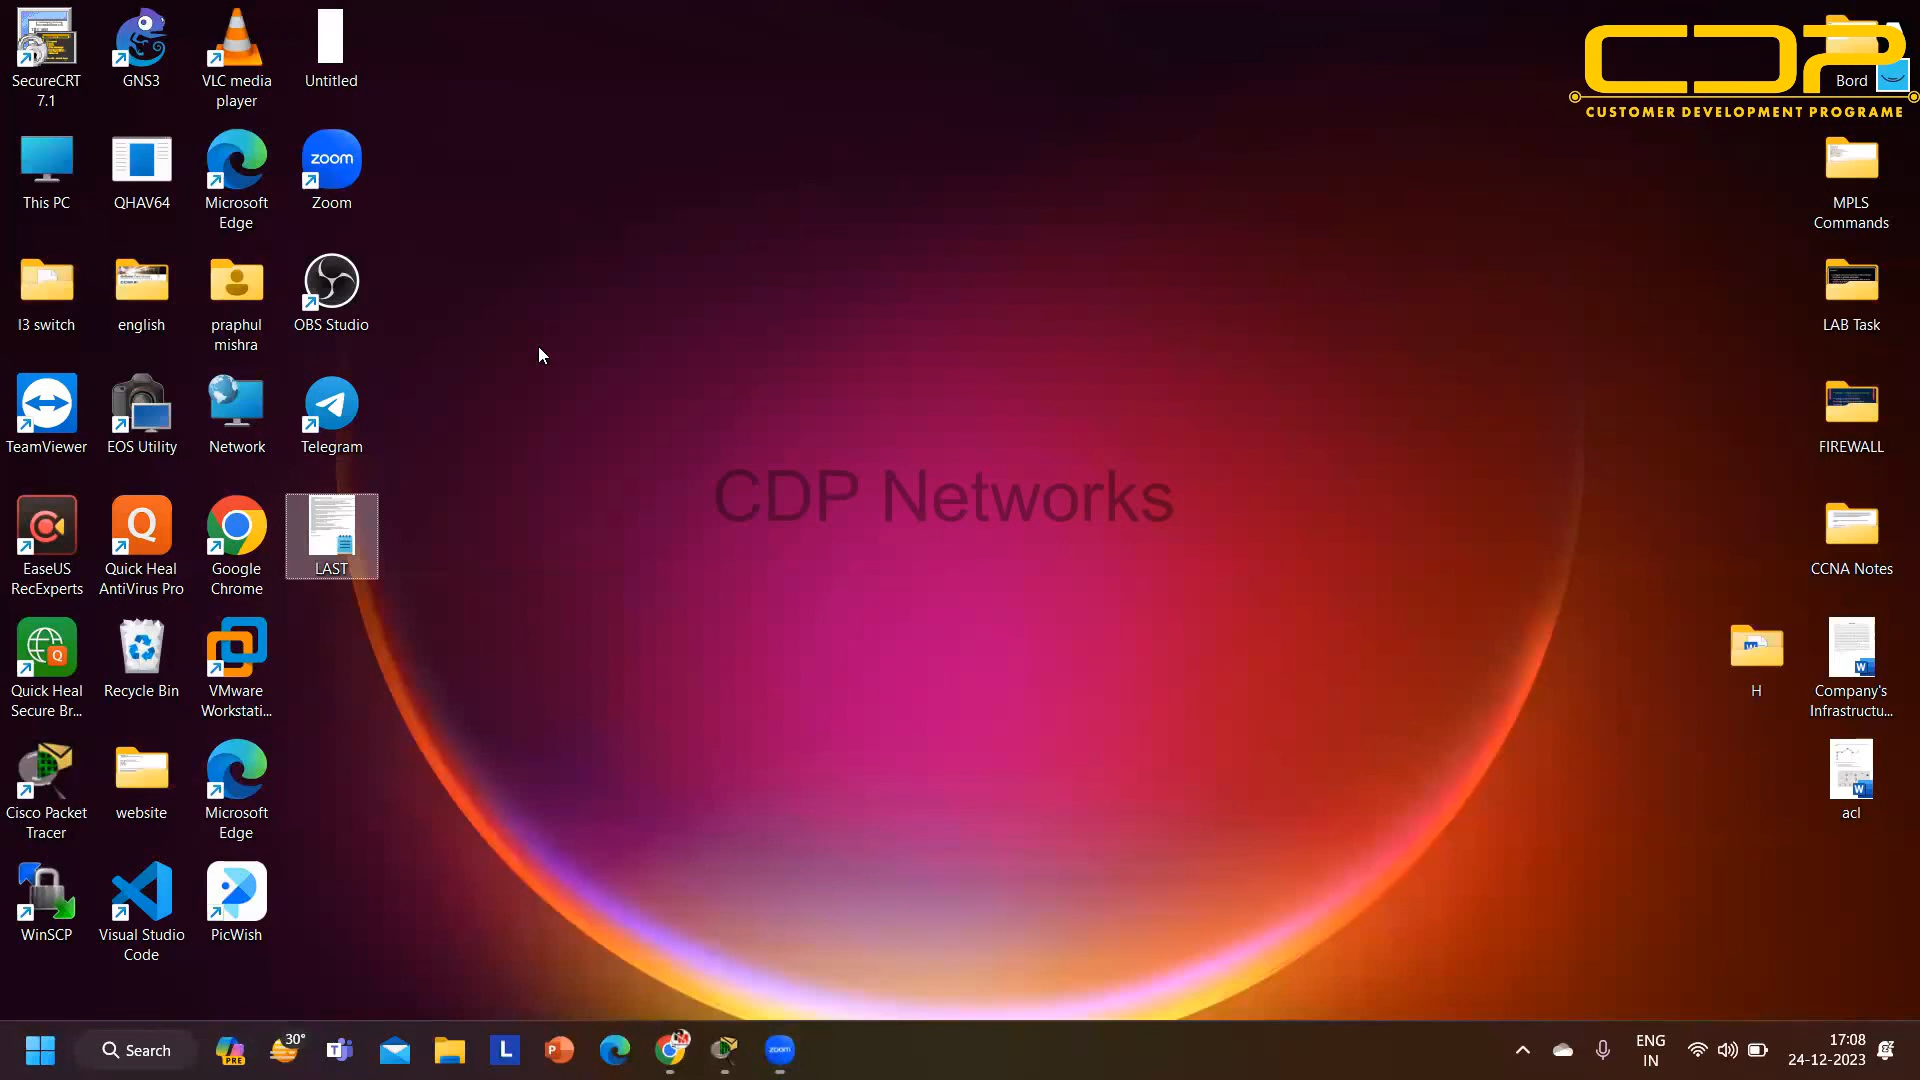 SecureCRT
7.1
GNS3
VLC media
player
Untitled
This PC
QHAV64
Microsoft
Edge
zoom
Zoom
l3 switch
english
praphul
mishra
OBS Studio
TeamViewer
EOS Utility
Network
Telegram
EaseUS
RecExperts
Quick Heal
AntiVirus Pro
Google
Chrome
LAST
Quick Heal
Secure Br...
Recycle Bin
VMware
Workstati...
Cisco Packet
Tracer
website
Microsoft
Edge
WinSCP
Visual Studio
Code
PicWish
CDP Networks
CDP
CUSTOMER DEVELOPMENT PROGRAME
Bord
MPLS
Commands
LAB Task
FIREWALL
CCNA Notes
H
Company's
Infrastructu...
acl
Search
PRE
30°
L
zoom
ENG
IN
17:08
24-12-2023